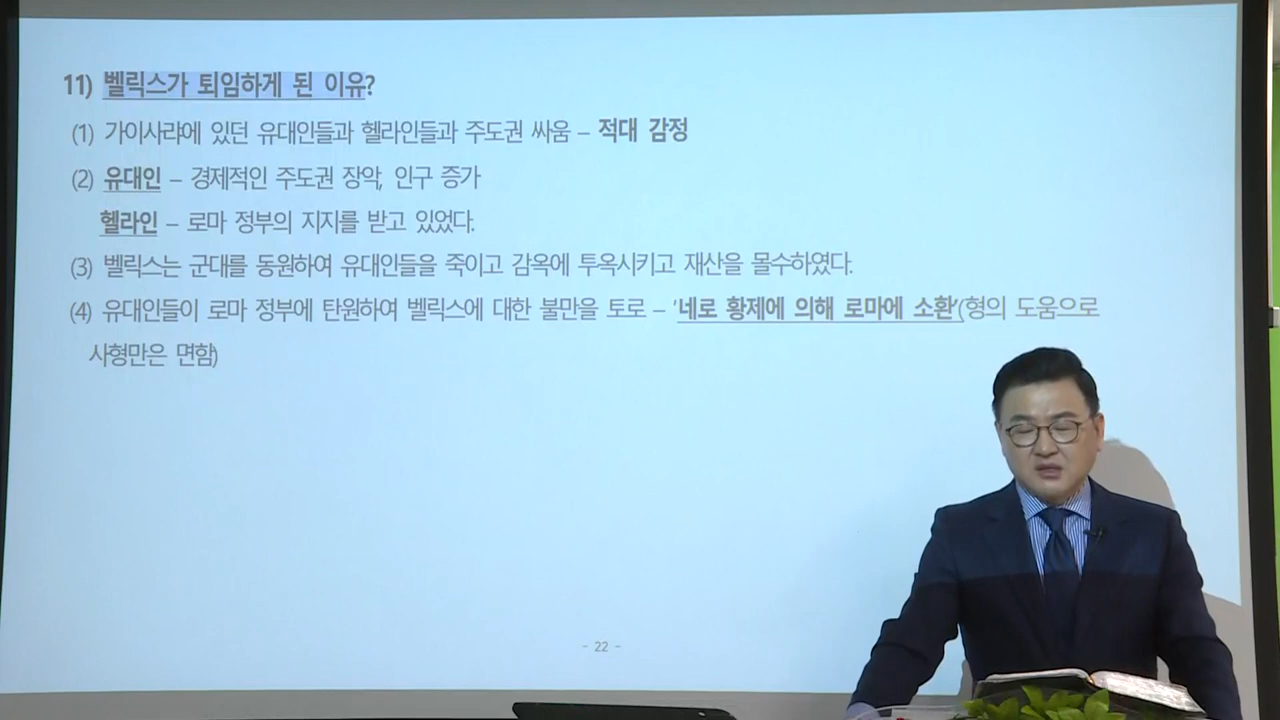 11) 벨릭스가 퇴임하게 된 이유?
(1) 가이사랴에 있던 유대인들과 헬라인들과 주도권 싸움 – 적대 감정
(2) 유대인 – 경제적인 주도권 장악, 인구 증가
헬라인 – 로마 정부의 지지를 받고 있었다.
(3) 벨릭스는 군대를 동원하여 유대인들을 죽이고 감옥에 투옥시키고 재산을 몰수하였다.
(4) 유대인들이 로마 정부에 탄원하여 벨릭스에 대한 불만을 토로 – '네로 황제에 의해 로마에 소환'(형의 도움으로
사형만은 면함)
- 22 -